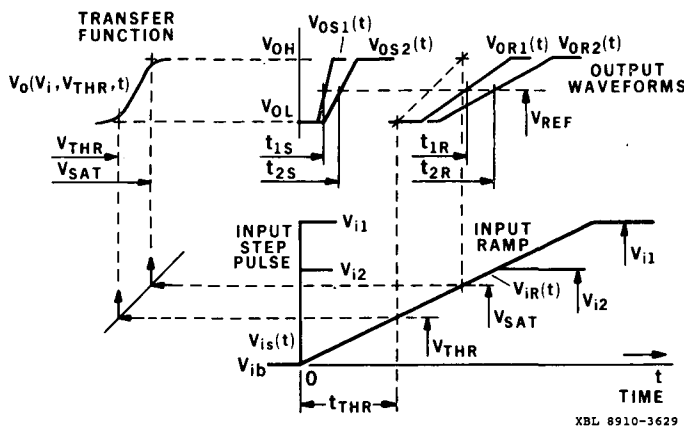 TRANSFER
FUNCTION
V_O(V_i,V_THR,t)
V_THR
V_SAT
V_OH
V_OL
V_OS1(t)
V_OS2(t)
t_1S
t_2S
V_OR1(t)
V_OR2(t)
OUTPUT
WAVEFORMS
V_REF
t_1R
t_2R
INPUT
STEP
PULSE
V_i1
V_i2
V_is(t)
V_ib
INPUT
RAMP
V_iR(t)
V_i1
V_i2
V_SAT
V_THR
0
t
TIME
t_THR
XBL 8910-3629